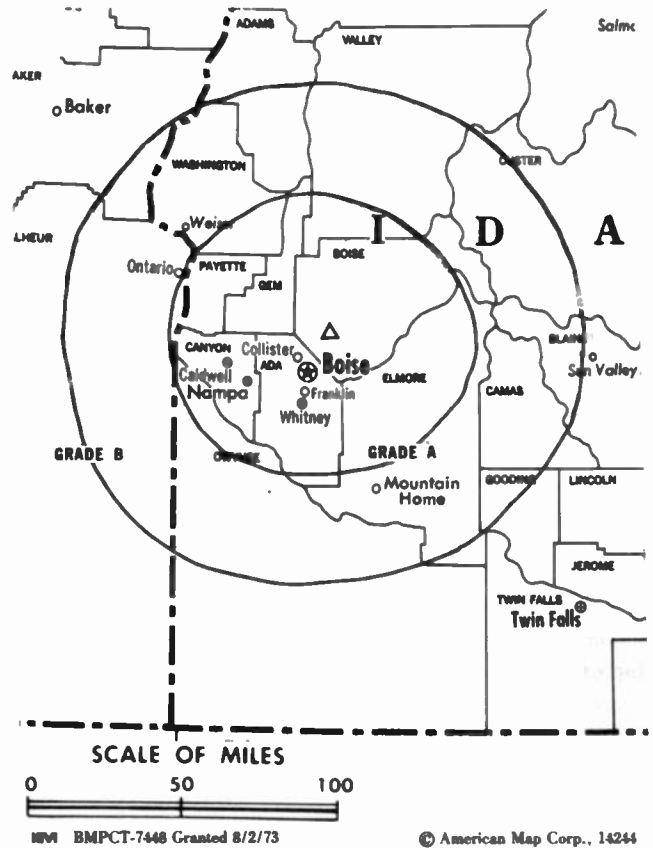 ADAMS
VALLEY
AKER
Baker
CUSTER
WASHINGTON
Weiser
LHEUR
I D A
BOISE
Ontario
PAYETTE
GEM
BLAINE
CANYON
Collister
ADA
Boise
Sun Valley
Caldwell
Nampa
ELMORE
CAMAS
Franklin
Whitney
GRADE B
OWYHEE
GRADE A
Mountain
Home
GOODING
LINCOLN
JEROME
TWIN FALLS
Twin Falls
SCALE OF MILES
0 50 100
BMPCT-7448 Granted 8/2/73
© American Map Corp., 14244